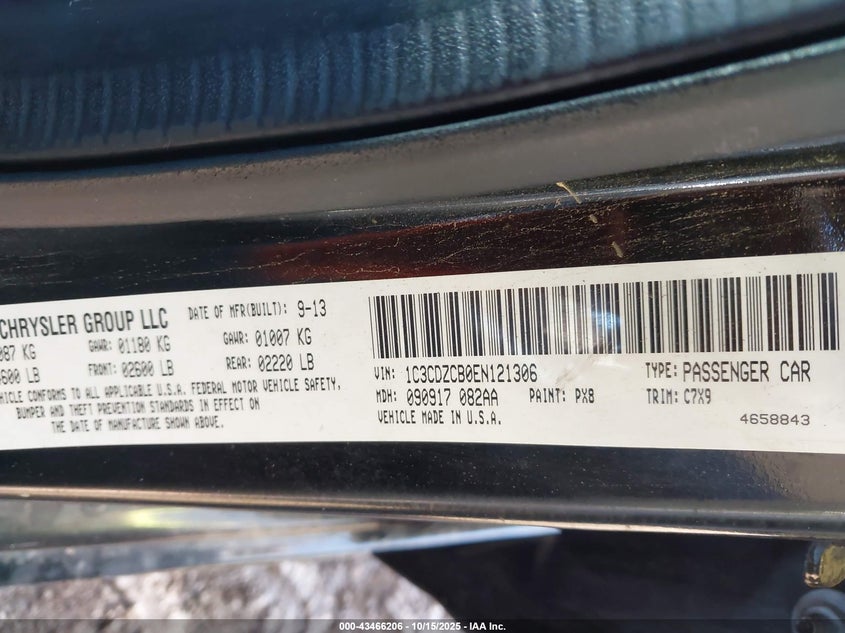 CHRYSLER GROUP LLC DATE OF MFR(BUILT): 9-13
087 KG GAWR: 01180 KG GAWR: 01007 KG
600 LB FRONT: 02600 LB REAR: 02220 LB
HICLE CONFORMS TO ALL APPLICABLE U.S.A. FEDERAL MOTOR VEHICLE SAFETY,
BUMPER AND THEFT PREVENTION STANDARDS IN EFFECT ON
THE DATE OF MANUFACTURE SHOWN ABOVE.
VIN: 1C3CDZCB0EN121306 TYPE: PASSENGER CAR
MDH: 090917 082AA PAINT: PX8 TRIM: C7X9
VEHICLE MADE IN U.S.A. 4658843
000-43466206 - 10/15/2025 - IAA Inc.